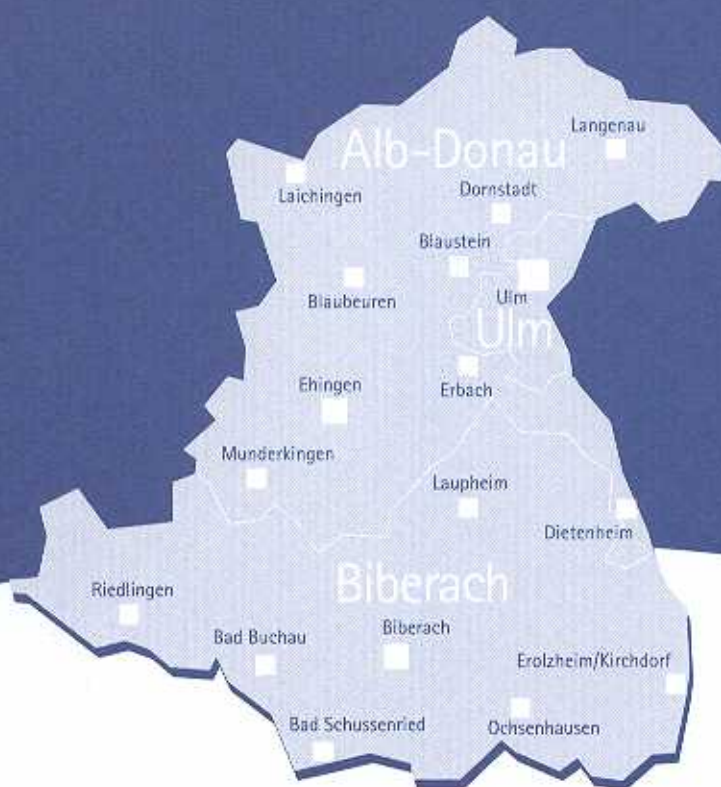 Langenau
Alb-Donau
Laichingen
Dornstadt
Blaustein
Blaubeuren
Ulm
Ulm
Ehingen
Erbach
Munderkingen
Laupheim
Dietenheim
Biberach
Riedlingen
Biberach
Bad Buchau
Erolzheim/Kirchdorf
Bad Schussenried
Ochsenhausen